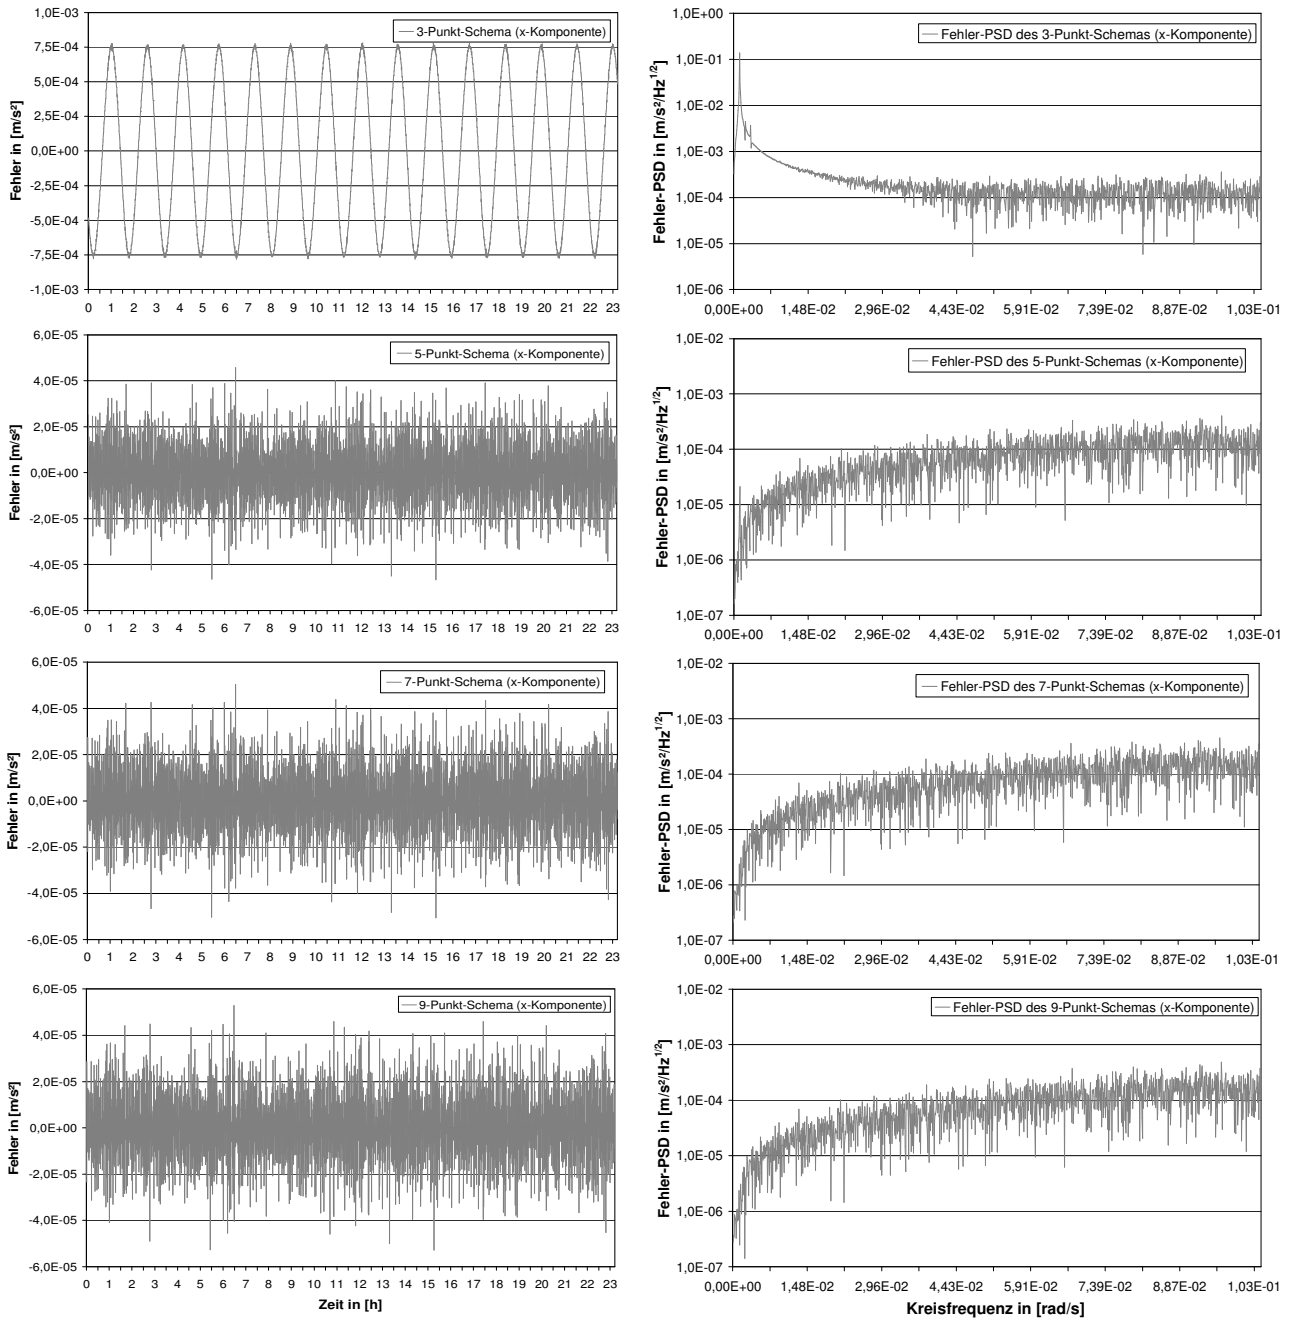 1,0E-03
7,5E-04
5,0E-04
2,5E-04
0,0E+00
-2,5E-04
-5,0E-04
-7,5E-04
-1,0E-03
Fehler in [m/s²]
3-Punkt-Schema (x-Komponente)
0 1 2 3 4 5 6 7 8 9 10 11 12 13 14 15 16 17 18 19 20 21 22 23
1,0E+00
1,0E-01
1,0E-02
1,0E-03
1,0E-04
1,0E-05
1,0E-06
Fehler-PSD in [m/s²/Hz^1/2]
Fehler-PSD des 3-Punkt-Schemas (x-Komponente)
0,00E+00 1,48E-02 2,96E-02 4,43E-02 5,91E-02 7,39E-02 8,87E-02 1,03E-01
6,0E-05
4,0E-05
2,0E-05
0,0E+00
-2,0E-05
-4,0E-05
-6,0E-05
Fehler in [m/s²]
5-Punkt-Schema (x-Komponente)
0 1 2 3 4 5 6 7 8 9 10 11 12 13 14 15 16 17 18 19 20 21 22 23
1,0E-02
1,0E-03
1,0E-04
1,0E-05
1,0E-06
1,0E-07
Fehler-PSD in [m/s²/Hz^1/2]
Fehler-PSD des 5-Punkt-Schemas (x-Komponente)
0,00E+00 1,48E-02 2,96E-02 4,43E-02 5,91E-02 7,39E-02 8,87E-02 1,03E-01
6,0E-05
4,0E-05
2,0E-05
0,0E+00
-2,0E-05
-4,0E-05
-6,0E-05
Fehler in [m/s²]
7-Punkt-Schema (x-Komponente)
0 1 2 3 4 5 6 7 8 9 10 11 12 13 14 15 16 17 18 19 20 21 22 23
1,0E-02
1,0E-03
1,0E-04
1,0E-05
1,0E-06
1,0E-07
Fehler-PSD in [m/s²/Hz^1/2]
Fehler-PSD des 7-Punkt-Schemas (x-Komponente)
0,00E+00 1,48E-02 2,96E-02 4,43E-02 5,91E-02 7,39E-02 8,87E-02 1,03E-01
6,0E-05
4,0E-05
2,0E-05
0,0E+00
-2,0E-05
-4,0E-05
-6,0E-05
Fehler in [m/s²]
9-Punkt-Schema (x-Komponente)
0 1 2 3 4 5 6 7 8 9 10 11 12 13 14 15 16 17 18 19 20 21 22 23
Zeit in [h]
1,0E-02
1,0E-03
1,0E-04
1,0E-05
1,0E-06
1,0E-07
Fehler-PSD in [m/s²/Hz^1/2]
Fehler-PSD des 9-Punkt-Schemas (x-Komponente)
0,00E+00 1,48E-02 2,96E-02 4,43E-02 5,91E-02 7,39E-02 8,87E-02 1,03E-01
Kreisfrequenz in [rad/s]